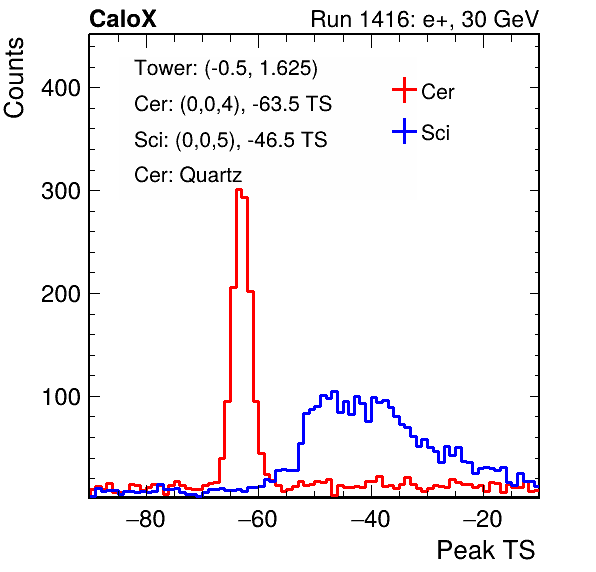 CaloX Run 1416: e+, 30 GeV
Counts
Tower: (-0.5, 1.625)
Cer: (0,0,4), -63.5 TS
Sci: (0,0,5), -46.5 TS
Cer: Quartz
Cer
Sci
400
300
200
100
−80 −60 −40 −20
Peak TS